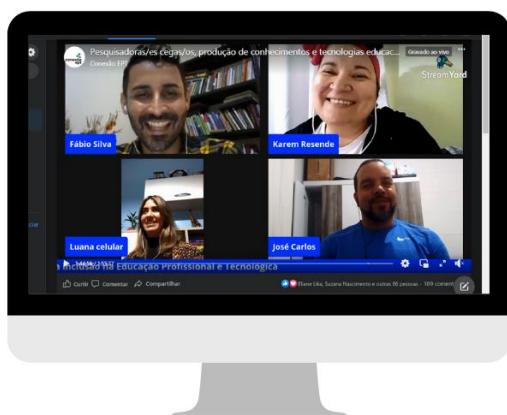 Pesquisadoras/es cegas/os, produção de conhecimentos e tecnologias educac...
Conexão EPT
Gravado ao vivo
StreamYard
Fábio Silva
Karem Resende
Luana celular
José Carlos
a Inclusão na Educação Profissional e Tecnológica
Curtir
Comentar
Compartilhar
Eliane Lilia, Suzana Nascimento e outras 86 pessoas · 169 coment